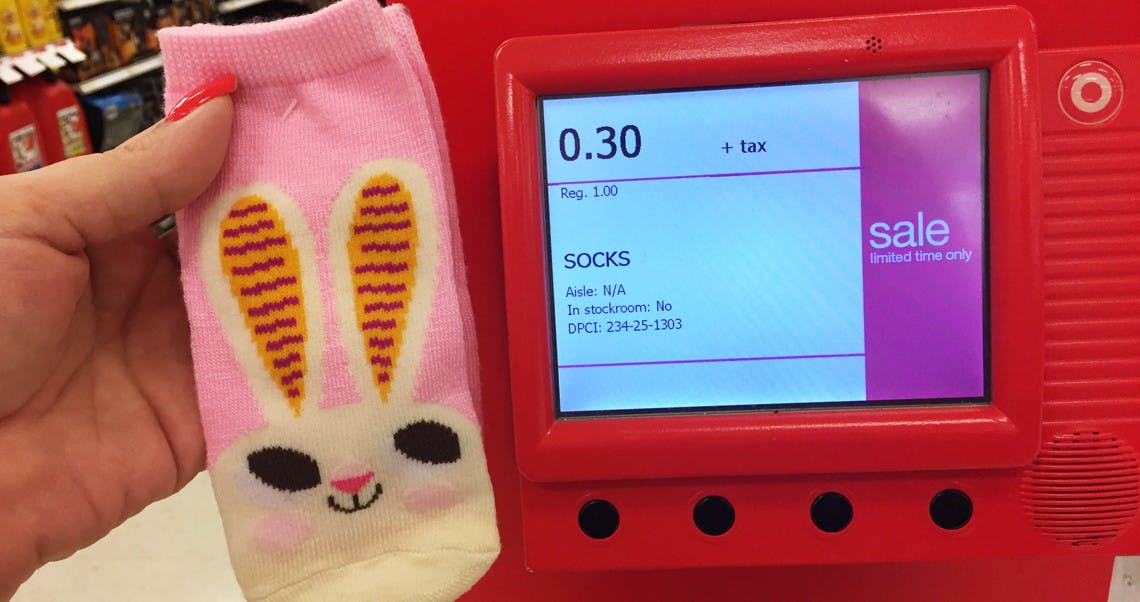 0.30 + tax
Reg. 1.00
SOCKS
Aisle: N/A
In stockroom: No
DPCI: 234-25-1303
sale
limited time only